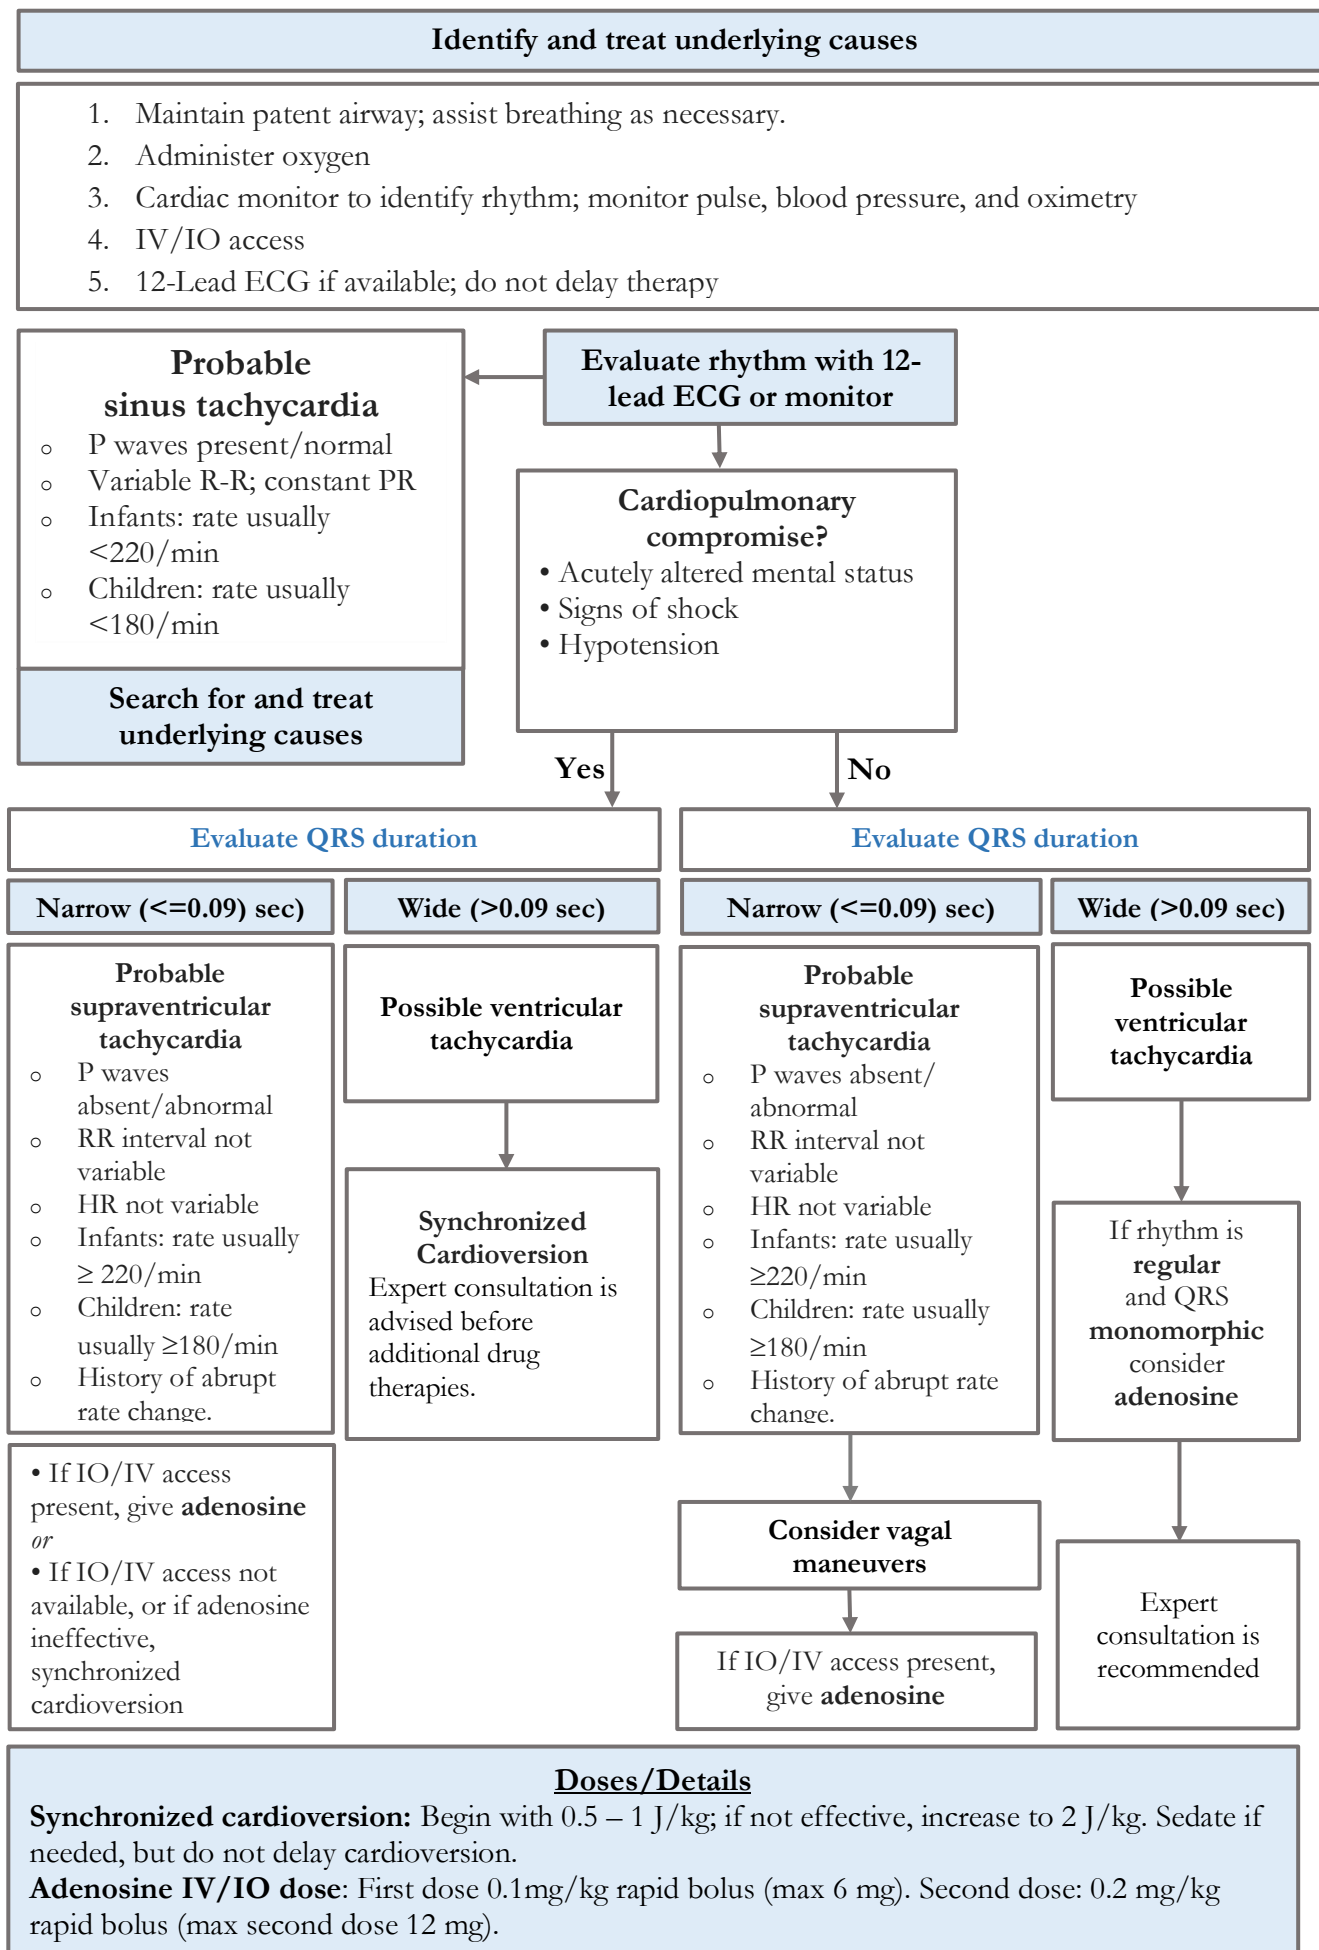 Identify and treat underlying causes
1. Maintain patent airway; assist breathing as necessary.
2. Administer oxygen
3. Cardiac monitor to identify rhythm; monitor pulse, blood pressure, and oximetry
4. IV/IO access
5. 12-Lead ECG if available; do not delay therapy
Probable
sinus tachycardia
o P waves present/normal
o Variable R-R; constant PR
o Infants: rate usually
<220/min
o Children: rate usually
<180/min
Search for and treat
underlying causes
Evaluate rhythm with 12-
lead ECG or monitor
Cardiopulmonary
compromise?
• Acutely altered mental status
• Signs of shock
• Hypotension
Yes
No
Evaluate QRS duration
Narrow (<=0.09) sec)
Probable
supraventricular
tachycardia
o P waves
absent/abnormal
o RR interval not
variable
o HR not variable
o Infants: rate usually
≥ 220/min
o Children: rate
usually ≥180/min
o History of abrupt
rate change.
• If IO/IV access
present, give adenosine
or
• If IO/IV access not
available, or if adenosine
ineffective,
synchronized
cardioversion
Wide (>0.09 sec)
Possible ventricular
tachycardia
Synchronized
Cardioversion
Expert consultation is
advised before
additional drug
therapies.
Evaluate QRS duration
Narrow (<=0.09) sec)
Probable
supraventricular
tachycardia
o P waves absent/
abnormal
o RR interval not
variable
o HR not variable
o Infants: rate usually
≥220/min
o Children: rate usually
≥180/min
o History of abrupt rate
change.
Consider vagal
maneuvers
If IO/IV access present,
give adenosine
Wide (>0.09 sec)
Possible
ventricular
tachycardia
If rhythm is
regular
and QRS
monomorphic
consider
adenosine
Expert
consultation is
recommended
Doses/Details
Synchronized cardioversion: Begin with 0.5 – 1 J/kg; if not effective, increase to 2 J/kg. Sedate if
needed, but do not delay cardioversion.
Adenosine IV/IO dose: First dose 0.1mg/kg rapid bolus (max 6 mg). Second dose: 0.2 mg/kg
rapid bolus (max second dose 12 mg).